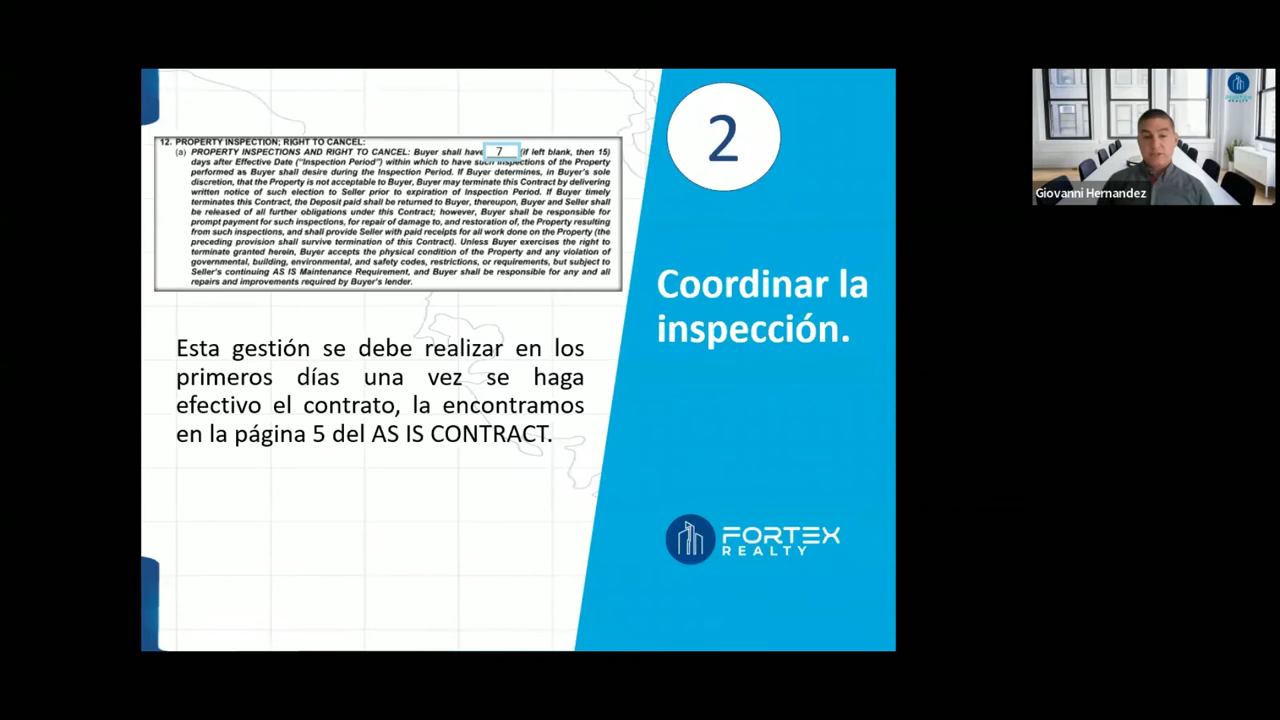 12. PROPERTY INSPECTION; RIGHT TO CANCEL:
(a) PROPERTY INSPECTIONS AND RIGHT TO CANCEL: Buyer shall have 7 (if left blank, then 15)
days after Effective Date ("Inspection Period") within which to have such inspections of the Property
performed as Buyer shall desire during the Inspection Period. If Buyer determines, in Buyer's sole
discretion, that the Property is not acceptable to Buyer, Buyer may terminate this Contract by delivering
written notice of such election to Seller prior to expiration of Inspection Period. If Buyer timely
terminates this Contract, the Deposit paid shall be returned to Buyer, thereupon, Buyer and Seller shall
be released of all further obligations under this Contract; however, Buyer shall be responsible for
prompt payment for such inspections, for repair of damage to, and restoration of, the Property resulting
from such inspections, and shall provide Seller with paid receipts for all work done on the Property (the
preceding provision shall survive termination of this Contract). Unless Buyer exercises the right to
terminate granted herein, Buyer accepts the physical condition of the Property and any violation of
governmental, building, environmental, and safety codes, restrictions, or requirements, but subject to
Seller's continuing AS IS Maintenance Requirement, and Buyer shall be responsible for any and all
repairs and improvements required by Buyer's lender.
Esta gestión se debe realizar en los
primeros días una vez se haga
efectivo el contrato, la encontramos
en la página 5 del AS IS CONTRACT.
2
Coordinar la
inspección.
FORTEX
REALTY
REALTY
Giovanni Hernandez